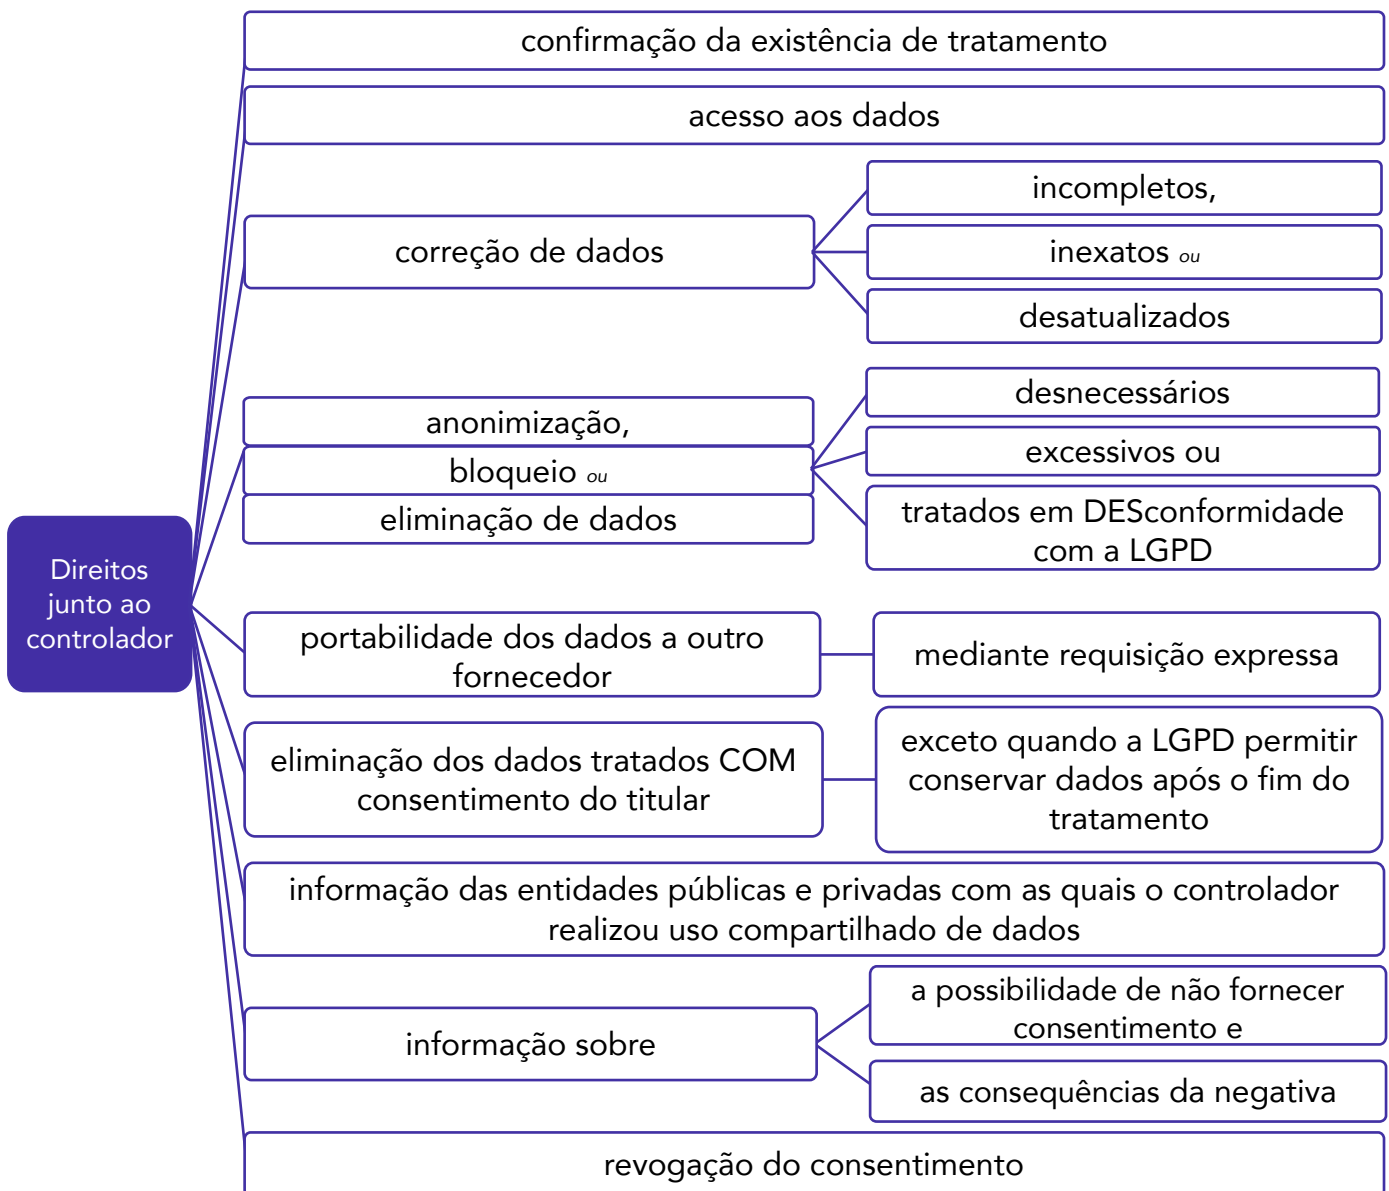 confirmação da existência de tratamento
acesso aos dados
correção de dados
incompletos,
inexatos ou
desatualizados
anonimização,
bloqueio ou
eliminação de dados
desnecessários
excessivos ou
tratados em DESconformidade
com a LGPD
Direitos
junto ao
controlador
portabilidade dos dados a outro
fornecedor
mediante requisição expressa
eliminação dos dados tratados COM
consentimento do titular
exceto quando a LGPD permitir
conservar dados após o fim do
tratamento
informação das entidades públicas e privadas com as quais o controlador
realizou uso compartilhado de dados
informação sobre
a possibilidade de não fornecer
consentimento e
as consequências da negativa
revogação do consentimento